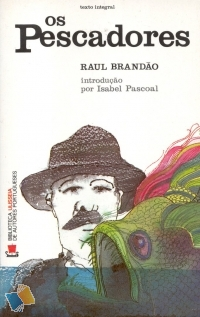 texto integral
os
Pescadores
RAUL BRANDÃO
introdução
por Isabel Pascoal
BIBLIOTECA ULISSEIA
DE AUTORES PORTUGUESES